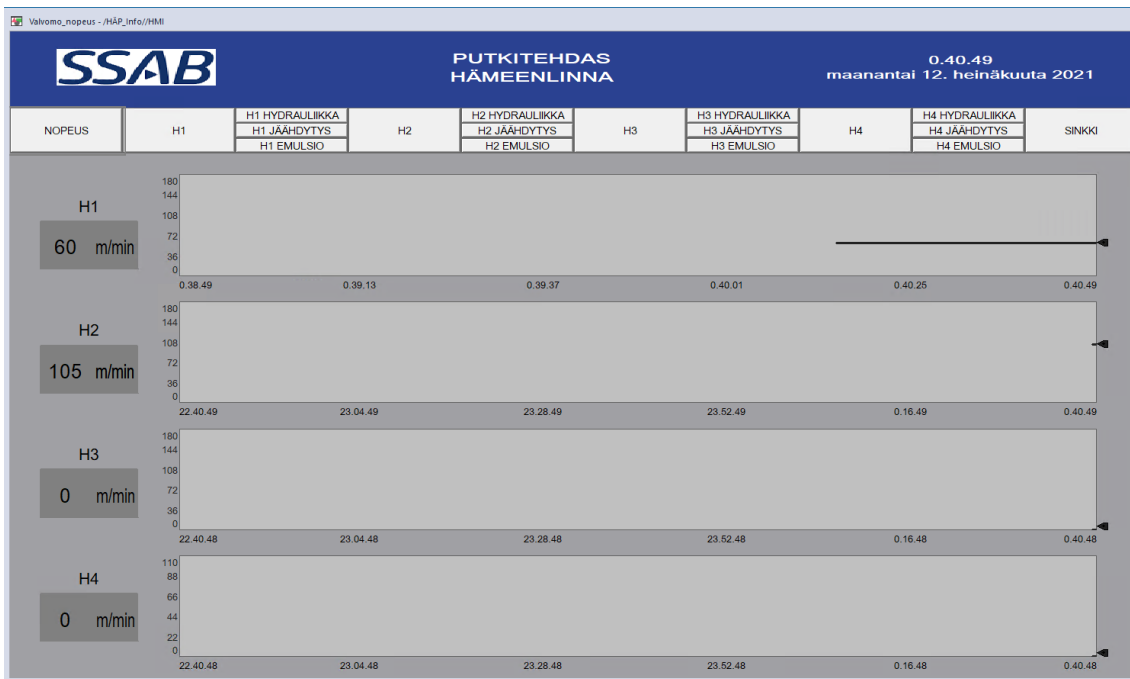 Valvomo_nopeus - /HÄP_Info//HMI
SSAB
PUTKITEHDAS
HÄMEENLINNA
0.40.49
maanantai 12. heinäkuuta 2021
NOPEUS
H1
H1 HYDRAULIIKKA
H1 JÄÄHDYTYS
H1 EMULSIO
H2
H2 HYDRAULIIKKA
H2 JÄÄHDYTYS
H2 EMULSIO
H3
H3 HYDRAULIIKKA
H3 JÄÄHDYTYS
H3 EMULSIO
H4
H4 HYDRAULIIKKA
H4 JÄÄHDYTYS
H4 EMULSIO
SINKKI
H1
60 m/min
180
144
108
72
36
0
0.38.49 0.39.13 0.39.37 0.40.01 0.40.25 0.40.49
H2
105 m/min
180
144
108
72
36
0
22.40.49 23.04.49 23.28.49 23.52.49 0.16.49 0.40.49
H3
0 m/min
180
144
108
72
36
0
22.40.48 23.04.48 23.28.48 23.52.48 0.16.48 0.40.48
H4
0 m/min
110
88
66
44
22
0
22.40.48 23.04.48 23.28.48 23.52.48 0.16.48 0.40.48